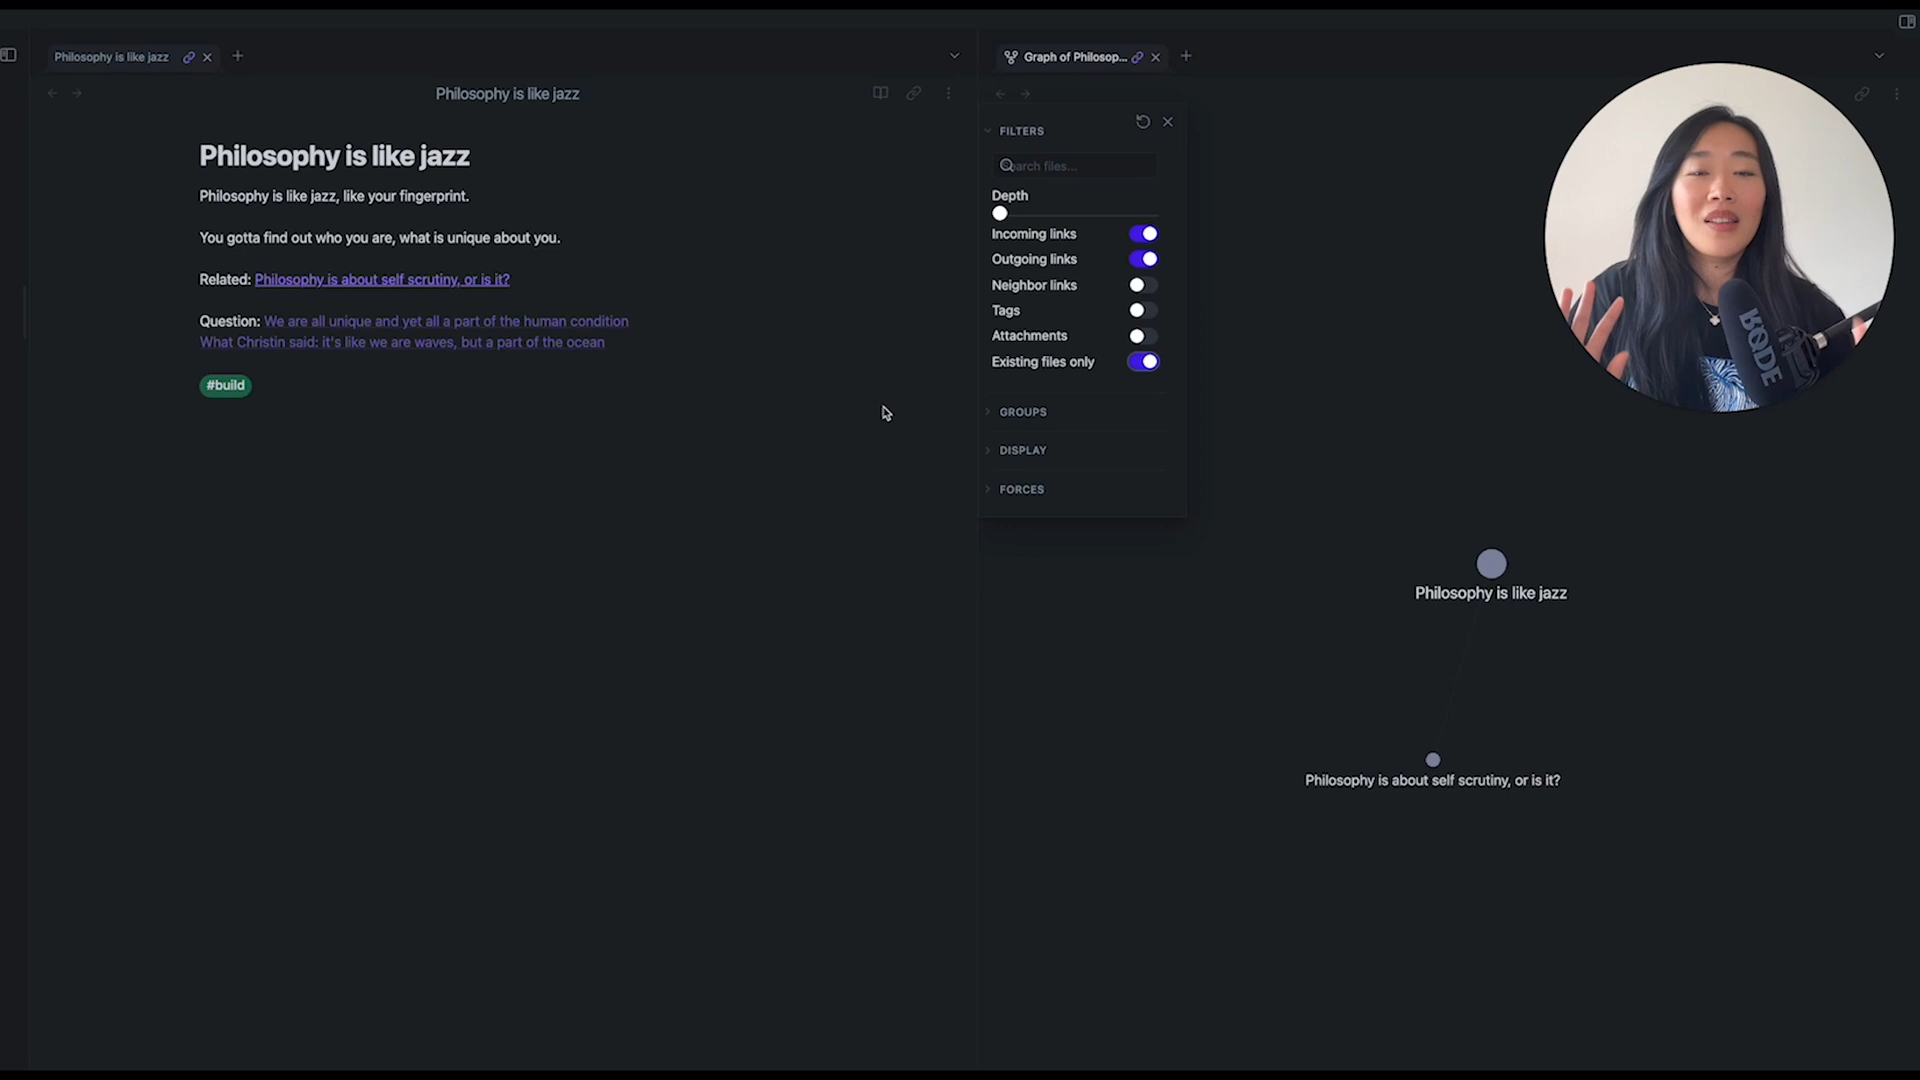 Philosophy is like jazz
Graph of Philosop...
Philosophy is like jazz
Philosophy is like jazz
Philosophy is like jazz, like your fingerprint.
You gotta find out who you are, what is unique about you.
Related: Philosophy is about self scrutiny, or is it?
Question: We are all unique and yet all a part of the human condition
What Christin said: it's like we are waves, but a part of the ocean
#build
FILTERS
Search files...
Depth
Incoming links
Outgoing links
Neighbor links
Tags
Attachments
Existing files only
GROUPS
DISPLAY
FORCES
RØDE
Philosophy is like jazz
Philosophy is about self scrutiny, or is it?